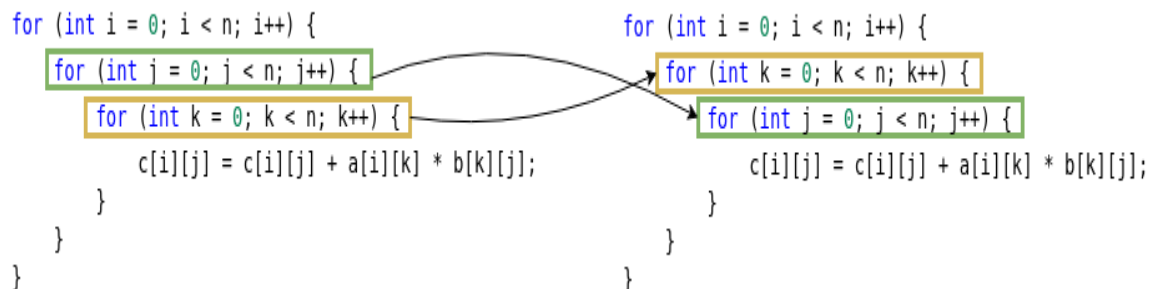 for (int i = 0; i < n; i++) {
for (int j = 0; j < n; j++) {
for (int k = 0; k < n; k++) {
c[i][j] = c[i][j] + a[i][k] * b[k][j];
}
}
}
for (int i = 0; i < n; i++) {
for (int k = 0; k < n; k++) {
for (int j = 0; j < n; j++) {
c[i][j] = c[i][j] + a[i][k] * b[k][j];
}
}
}